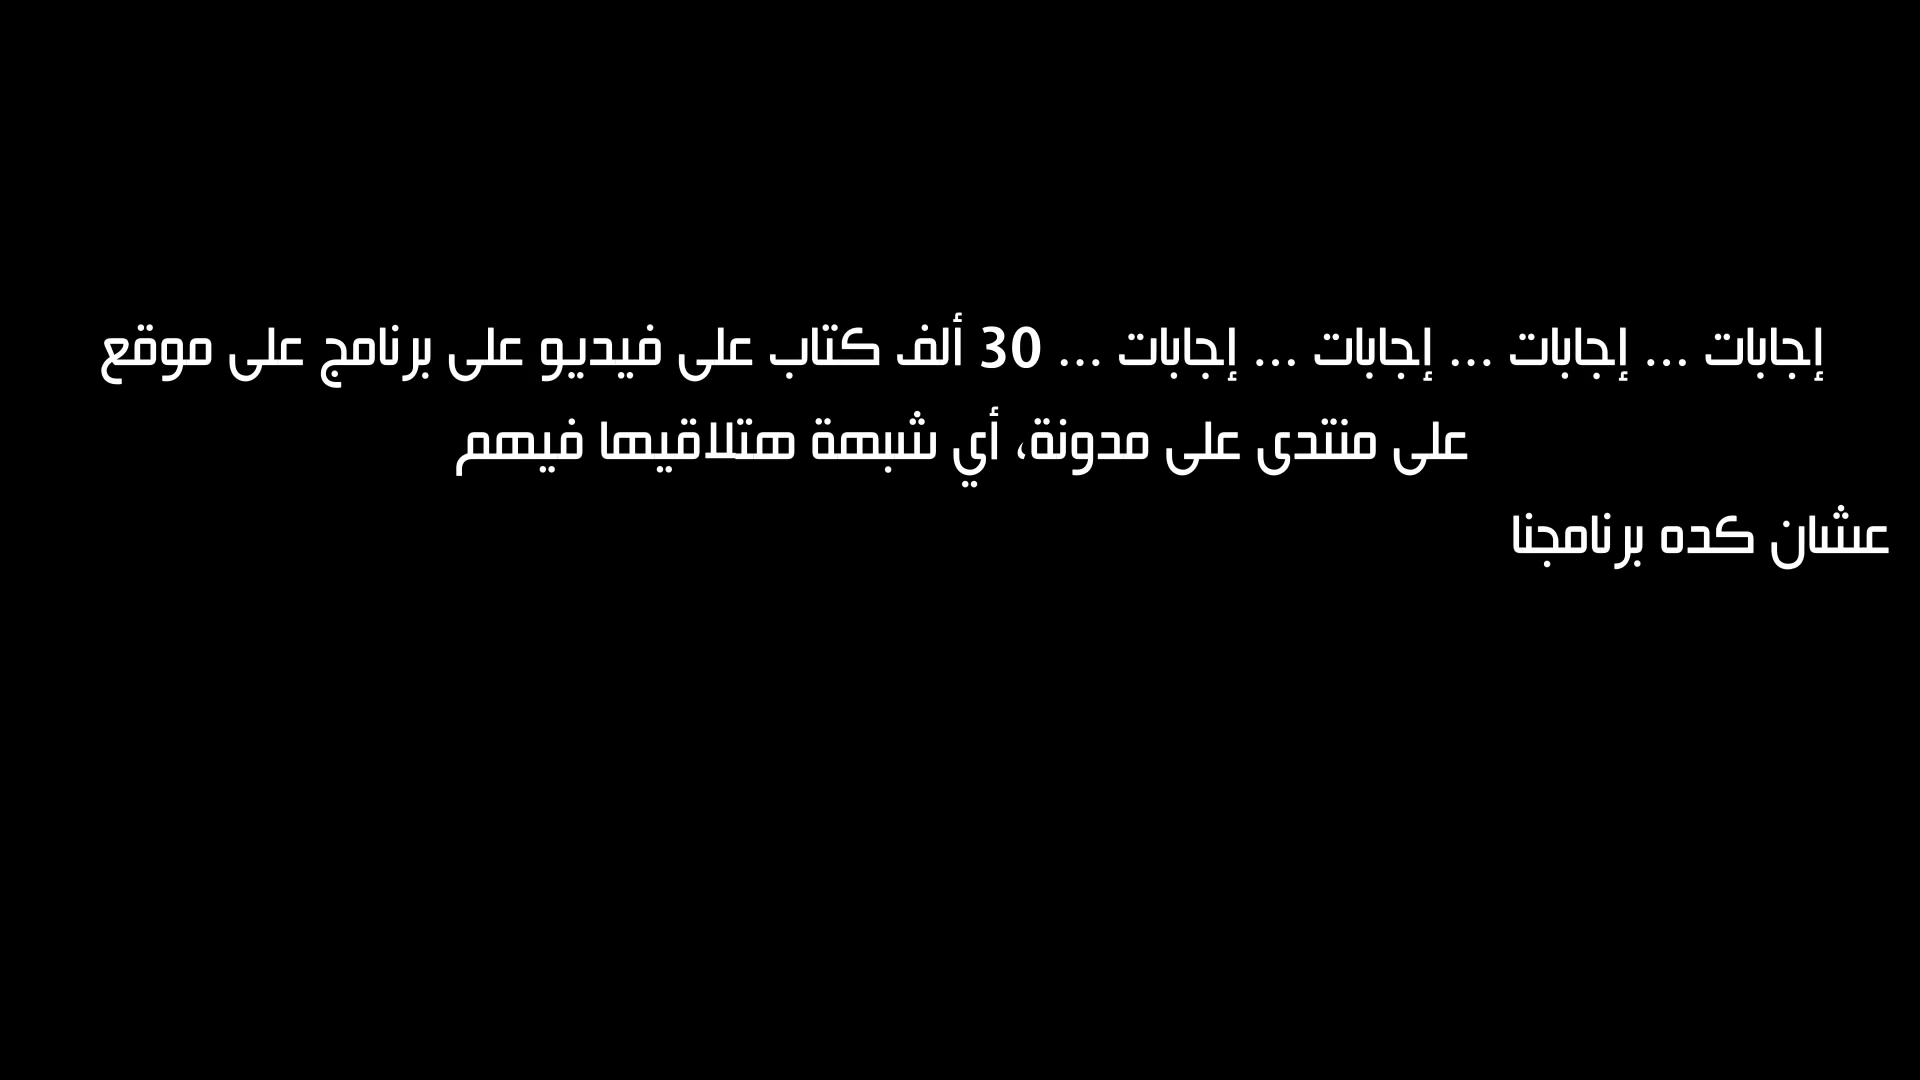 إجابات ... إجابات ... إجابات ... إجابات ... 30 ألف كتاب على فيديو على برنامج على موقع
على منتدى على مدونة، أي شبهة هتلاقيها فيهم
عشان كده برنامجنا